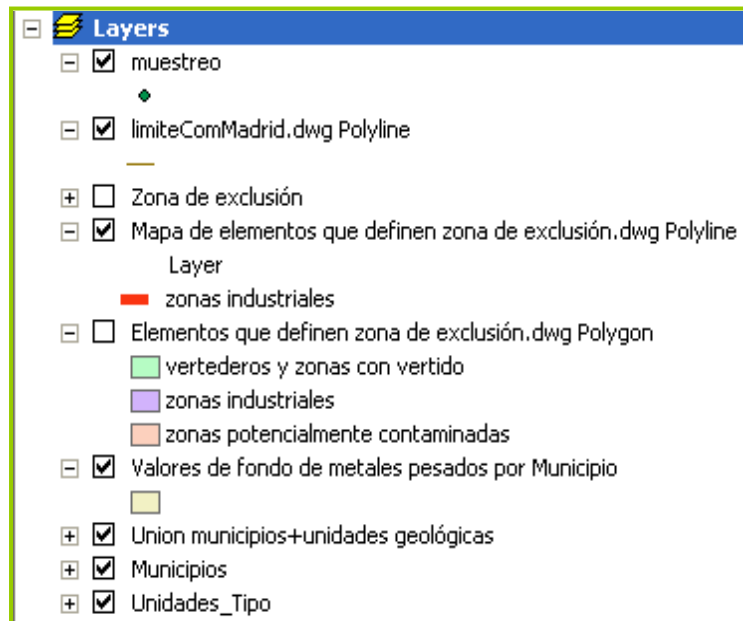 Layers
muestreo
limiteComMadrid.dwg Polyline
Zona de exclusión
Mapa de elementos que definen zona de exclusión.dwg Polyline
Layer
zonas industriales
Elementos que definen zona de exclusión.dwg Polygon
vertederos y zonas con vertido
zonas industriales
zonas potencialmente contaminadas
Valores de fondo de metales pesados por Municipio
Union municipios+unidades geológicas
Municipios
Unidades_Tipo